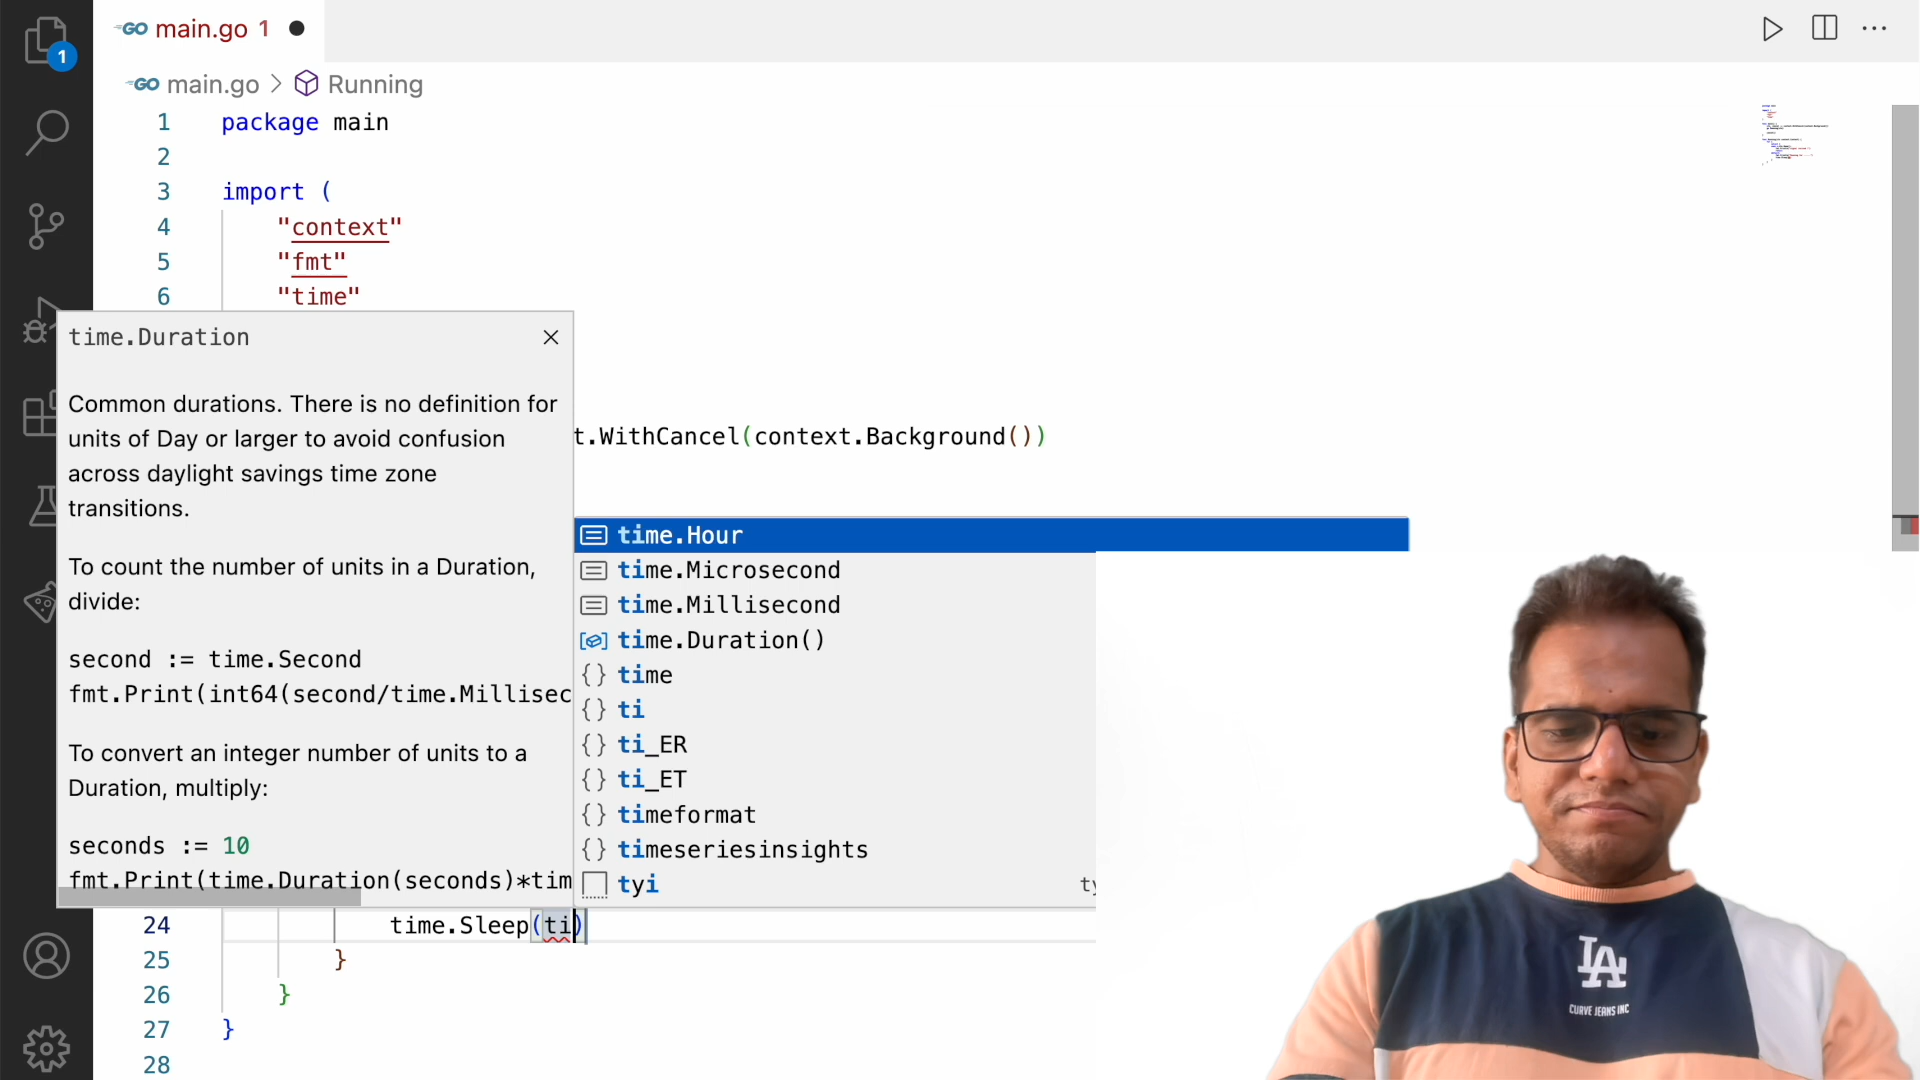 main.go 1
main.go > Running
1 package main
2
3 import (
4 "context"
5 "fmt"
6 "time"
time.Duration
Common durations. There is no definition for
units of Day or larger to avoid confusion
across daylight savings time zone
transitions.
To count the number of units in a Duration,
divide:
second := time.Second
fmt.Print(int64(second/time.Millisec
To convert an integer number of units to a
Duration, multiply:
seconds := 10
fmt.Print(time.Duration(seconds)*tim
t.WithCancel(context.Background())
time.Hour
time.Microsecond
time.Millisecond
time.Duration()
time
ti
ti_ER
ti_ET
timeformat
timeseriesinsights
tyi ty
24 time.Sleep(ti)
25 }
26 }
27 }
28
1
LA
CURVE JEANS INC